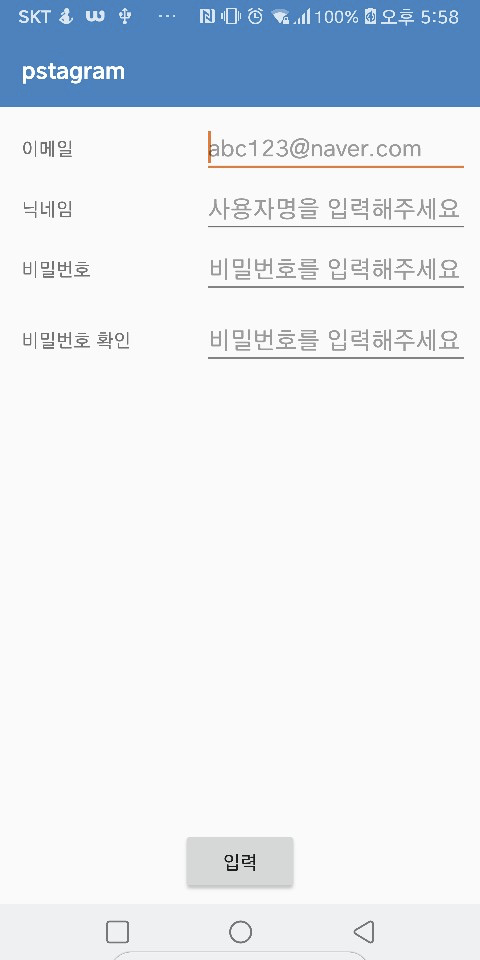 SKT 100% 오후 5:58
pstagram
이메일 abc123@naver.com
닉네임 사용자명을 입력해주세요
비밀번호 비밀번호를 입력해주세요
비밀번호 확인 비밀번호를 입력해주세요
입력